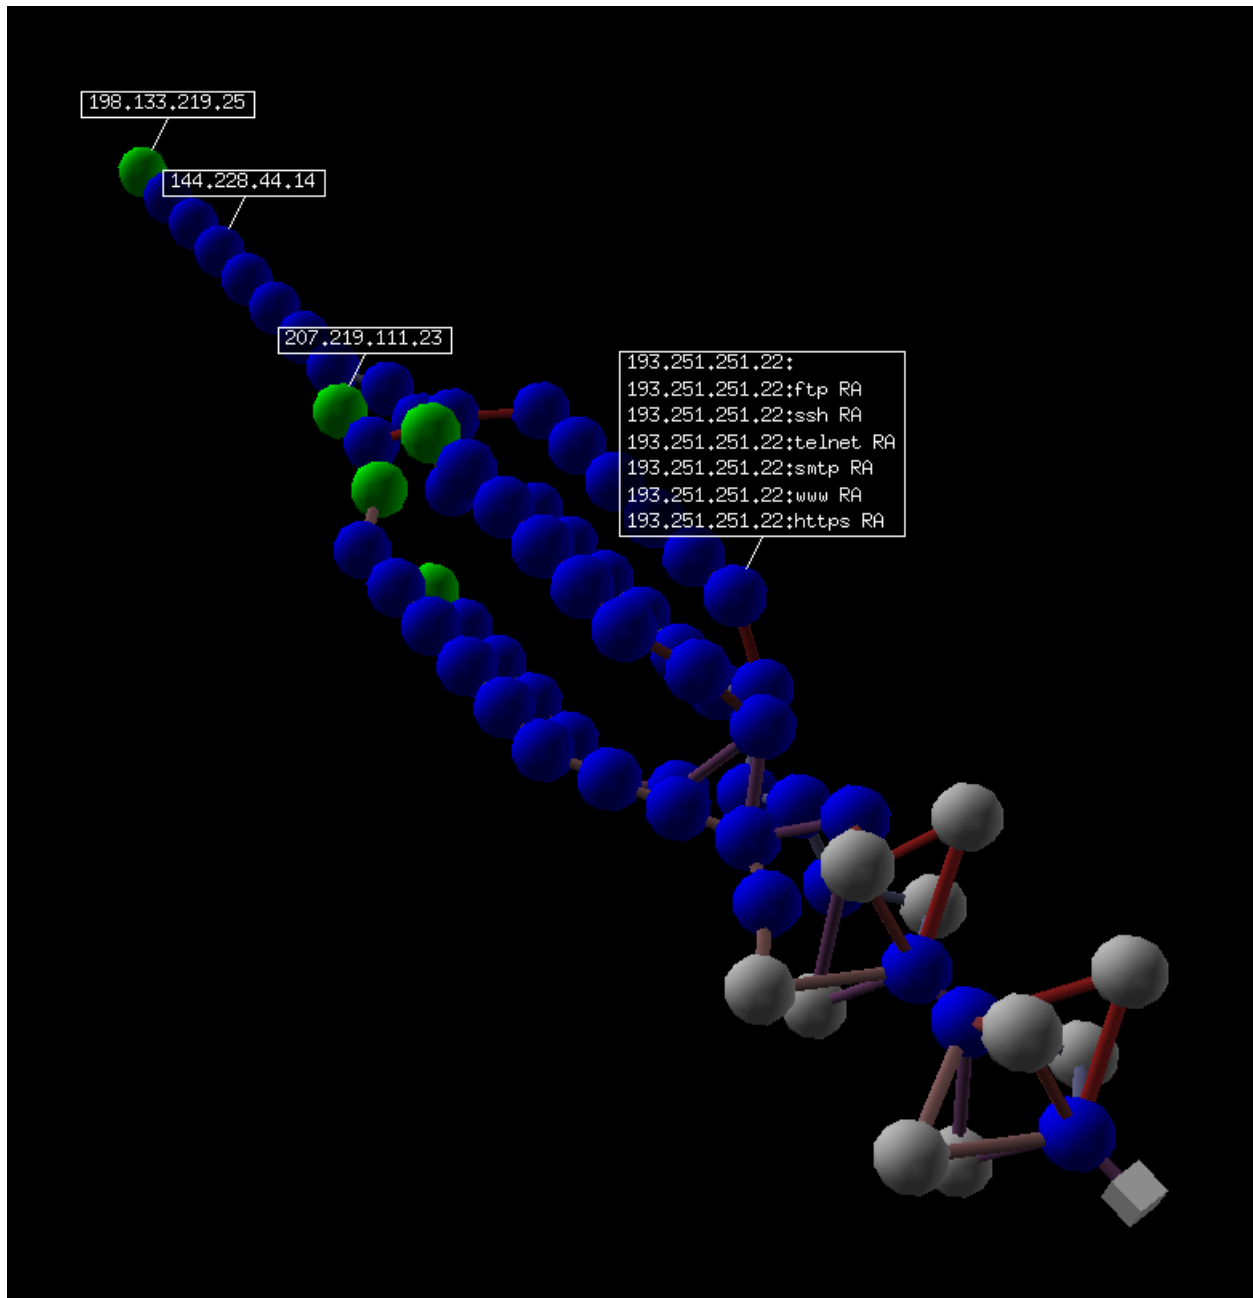 198.133.219.25
144.228.44.14
207.219.111.23
193.251.251.22:
193.251.251.22:ftp RA
193.251.251.22:ssh RA
193.251.251.22:telnet RA
193.251.251.22:smtp RA
193.251.251.22:www RA
193.251.251.22:https RA